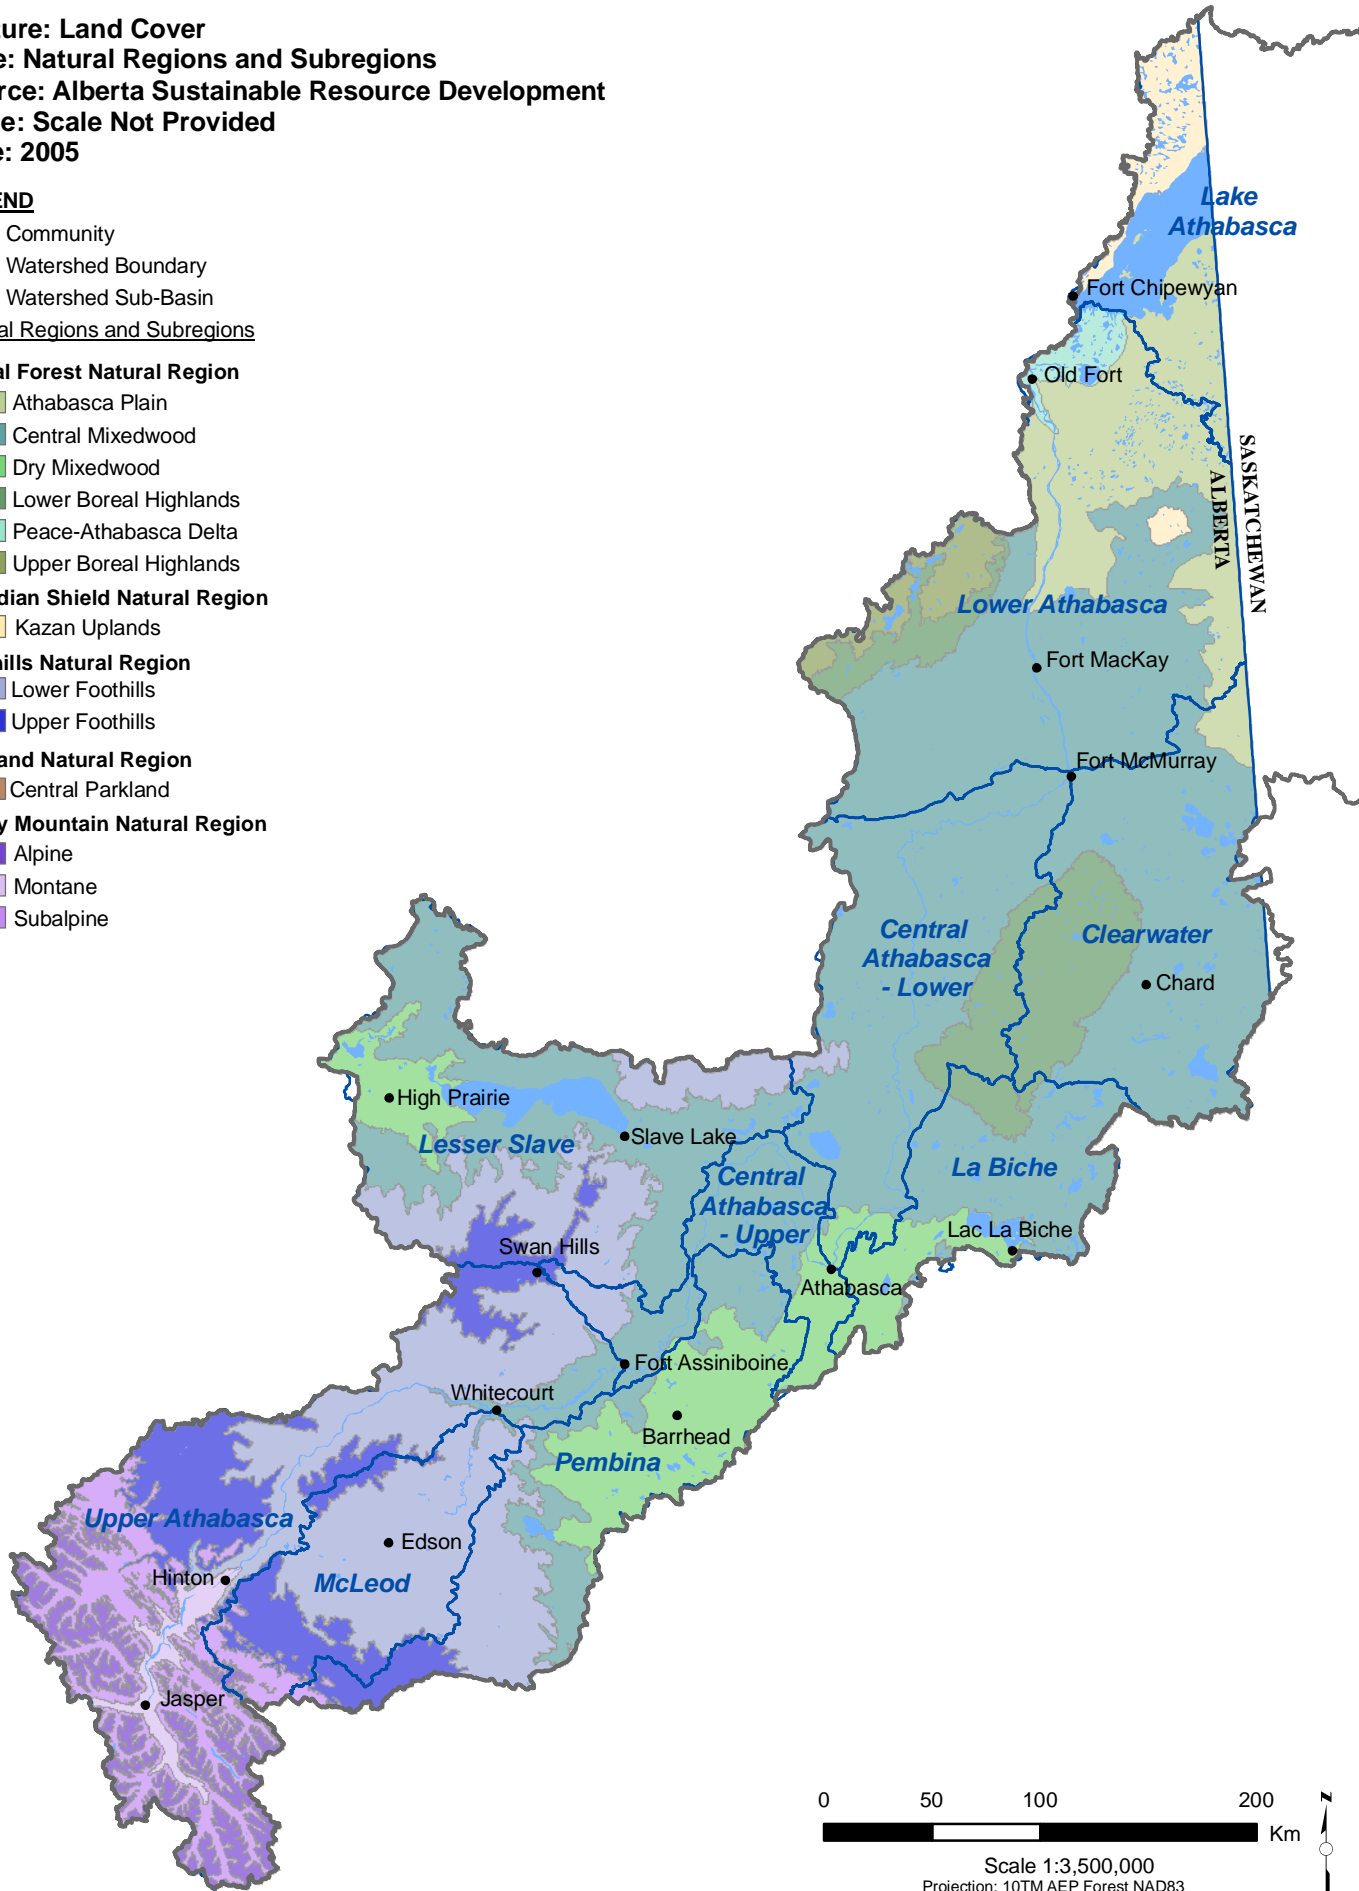 ture: Land Cover
e: Natural Regions and Subregions
rce: Alberta Sustainable Resource Development
e: Scale Not Provided
e: 2005
END
Community
Watershed Boundary
Watershed Sub-Basin
al Regions and Subregions
al Forest Natural Region
Athabasca Plain
Central Mixedwood
Dry Mixedwood
Lower Boreal Highlands
Peace-Athabasca Delta
Upper Boreal Highlands
dian Shield Natural Region
Kazan Uplands
hills Natural Region
Lower Foothills
Upper Foothills
and Natural Region
Central Parkland
y Mountain Natural Region
Alpine
Montane
Subalpine
Lake
Athabasca
Fort Chipewyan
Old Fort
SASKATCHEWAN
ALBERTA
Lower Athabasca
Fort MacKay
Fort McMurray
Central
Athabasca
- Lower
Clearwater
Chard
High Prairie
Lesser Slave
Slave Lake
Central
Athabasca
- Upper
La Biche
Lac La Biche
Swan Hills
Athabasca
Fort Assiniboine
Whitecourt
Barrhead
Pembina
Upper Athabasca
Edson
Hinton
McLeod
Jasper
0 50 100 200
Km
N
Scale 1:3,500,000
Projection: 10TM AEP Forest NAD83